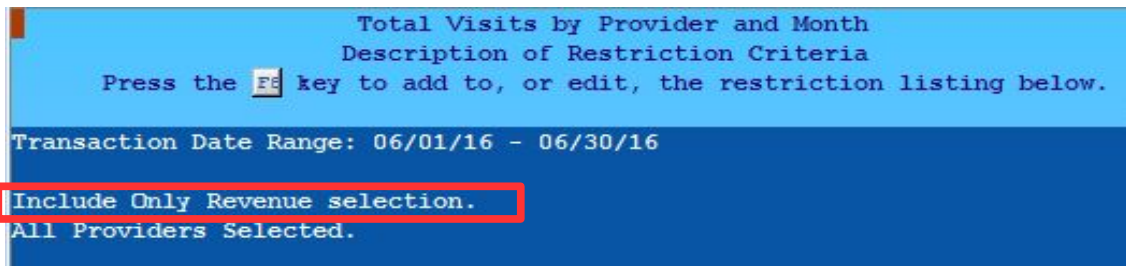 Total Visits by Provider and Month
Description of Restriction Criteria
Press the key to add to, or edit, the restriction listing below.
Transaction Date Range: 06/01/16 - 06/30/16
Include Only Revenue selection.
All Providers Selected.